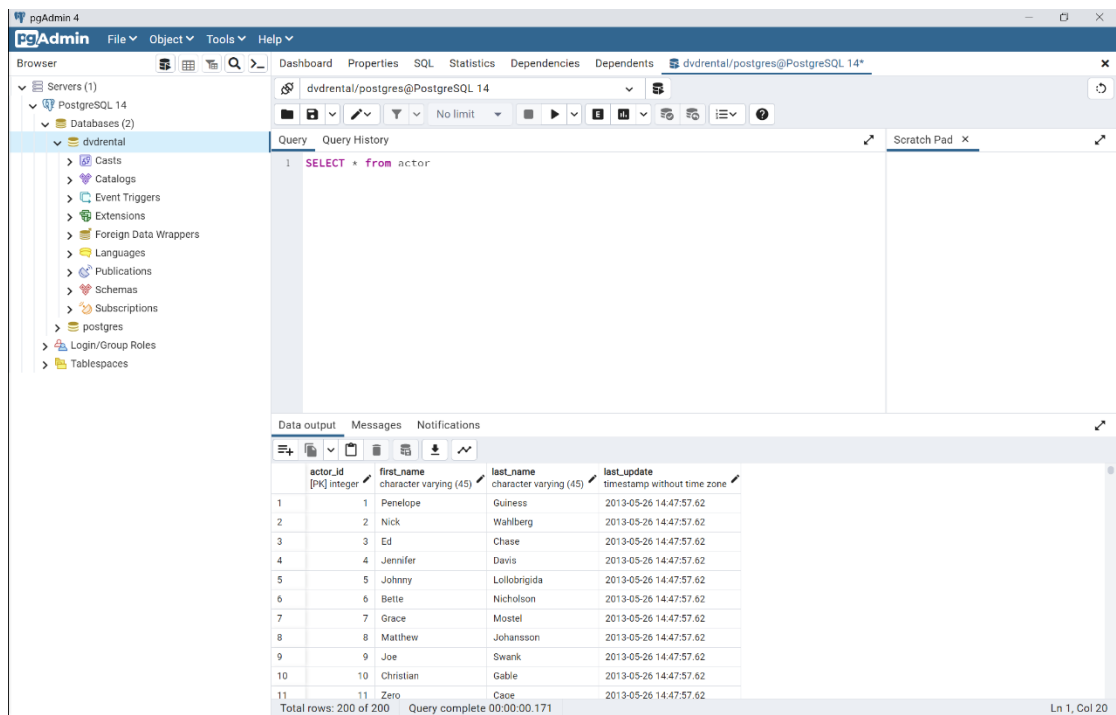 pgAdmin 4
pgAdmin File Object Tools Help
Browser Dashboard Properties SQL Statistics Dependencies Dependents dvdrental/postgres@PostgreSQL 14*
Servers (1)
PostgreSQL 14
Databases (2)
dvdrental
Casts
Catalogs
Event Triggers
Extensions
Foreign Data Wrappers
Languages
Publications
Schemas
Subscriptions
postgres
Login/Group Roles
Tablespaces
dvdrental/postgres@PostgreSQL 14
No limit E
Query Query History Scratch Pad
1 SELECT * from actor
Data output Messages Notifications
actor_id first_name last_name last_update
[PK] integer character varying (45) character varying (45) timestamp without time zone
1 1 Penelope Guiness 2013-05-26 14:47:57.62
2 2 Nick Wahlberg 2013-05-26 14:47:57.62
3 3 Ed Chase 2013-05-26 14:47:57.62
4 4 Jennifer Davis 2013-05-26 14:47:57.62
5 5 Johnny Lollobrigida 2013-05-26 14:47:57.62
6 6 Bette Nicholson 2013-05-26 14:47:57.62
7 7 Grace Mostel 2013-05-26 14:47:57.62
8 8 Matthew Johansson 2013-05-26 14:47:57.62
9 9 Joe Swank 2013-05-26 14:47:57.62
10 10 Christian Gable 2013-05-26 14:47:57.62
11 11 Zero Cage 2013-05-26 14:47:57.62
Total rows: 200 of 200 Query complete 00:00:00.171 Ln 1, Col 20